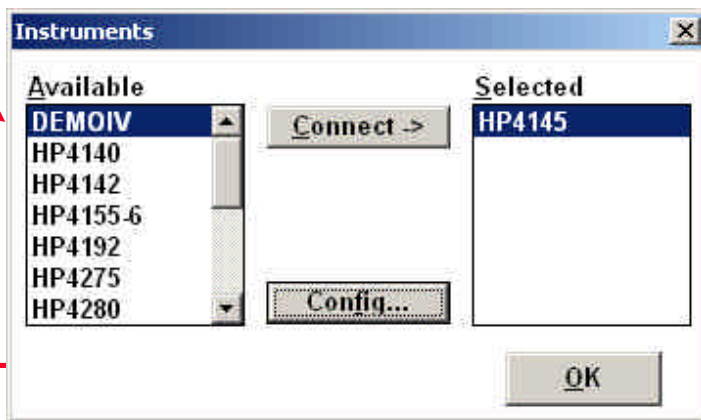 Instruments
Available
DEMOIV
HP4140
HP4142
HP4155-6
HP4192
HP4275
HP4280
Connect ->
Config...
Selected
HP4145
OK